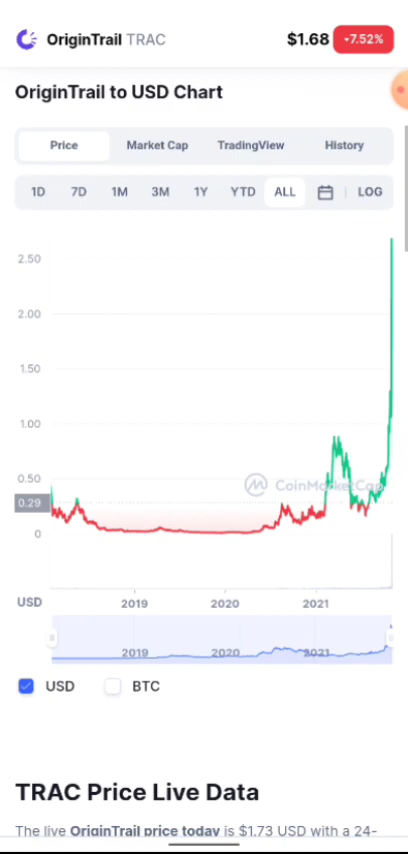 OriginTrail TRAC $1.68 -7.52%
OriginTrail to USD Chart
Price Market Cap TradingView History
1D 7D 1M 3M 1Y YTD ALL LOG
2.50
2.00
1.50
1.00
0.50
CoinMarketCap
0.29
0
USD 2019 2020 2021
2019 2020 2021
USD BTC
TRAC Price Live Data
The live OriginTrail price today is $1.73 USD with a 24-